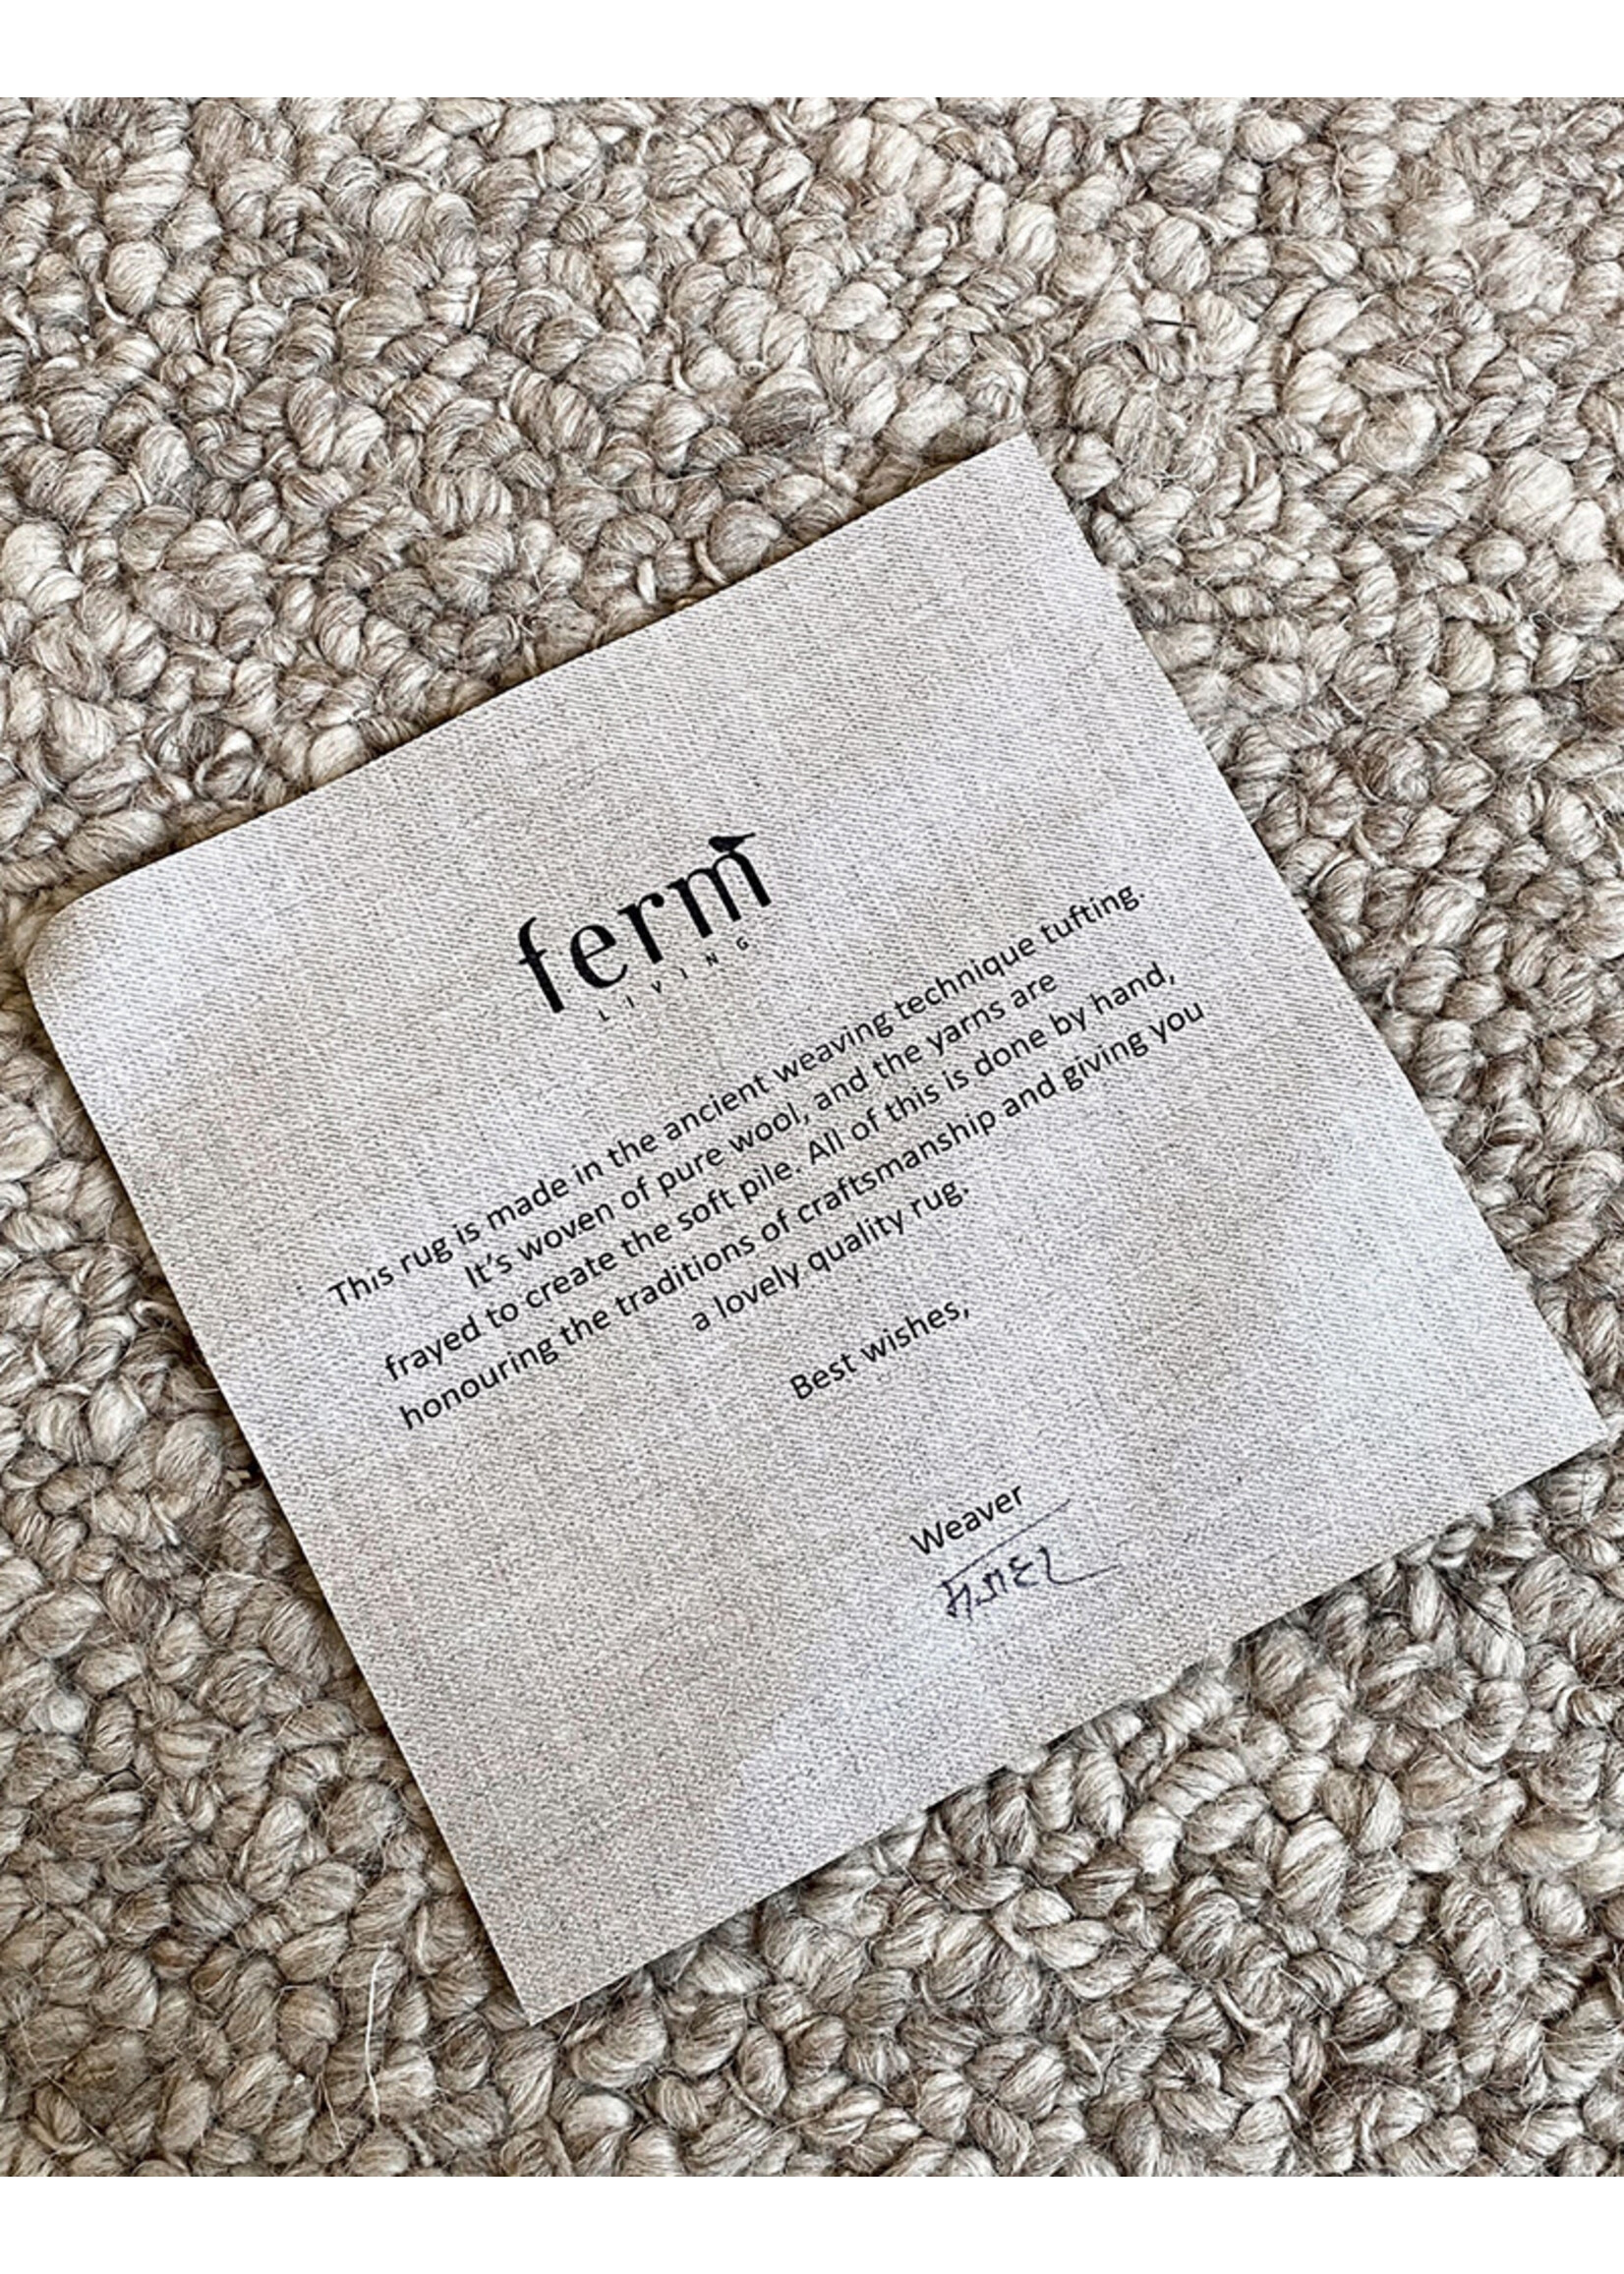 ferm
LIVING
This rug is made in the ancient weaving technique tufting.
It's woven of pure wool, and the yarns are
frayed to create the soft pile. All of this is done by hand,
honouring the traditions of craftsmanship and giving you
a lovely quality rug.
Best wishes,
Weaver